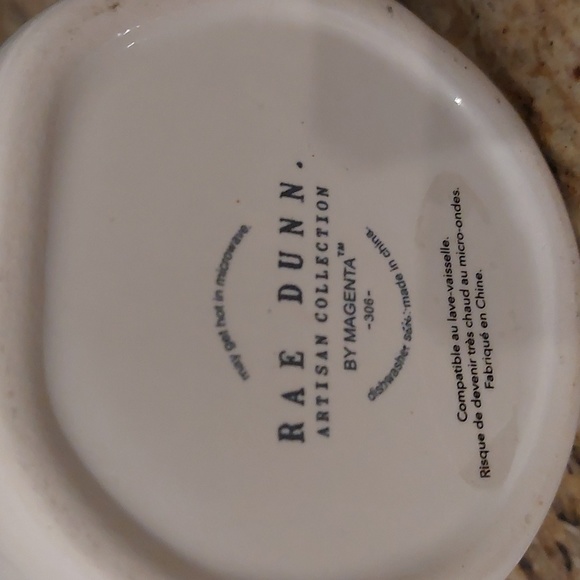 may get hot in microwave.
RAE DUNN.
ARTISAN COLLECTION
BY MAGENTA™
-306-
dishwasher safe. made in china.
Compatible au lave-vaisselle.
Risque de devenir très chaud au micro-ondes.
Fabriqué en Chine.